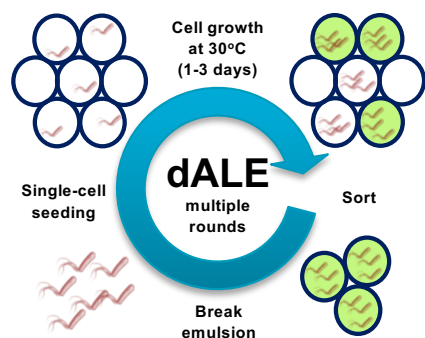 Cell growth
at 30°C
(1-3 days)
Single-cell
seeding
dALE
multiple
rounds
Sort
Break
emulsion